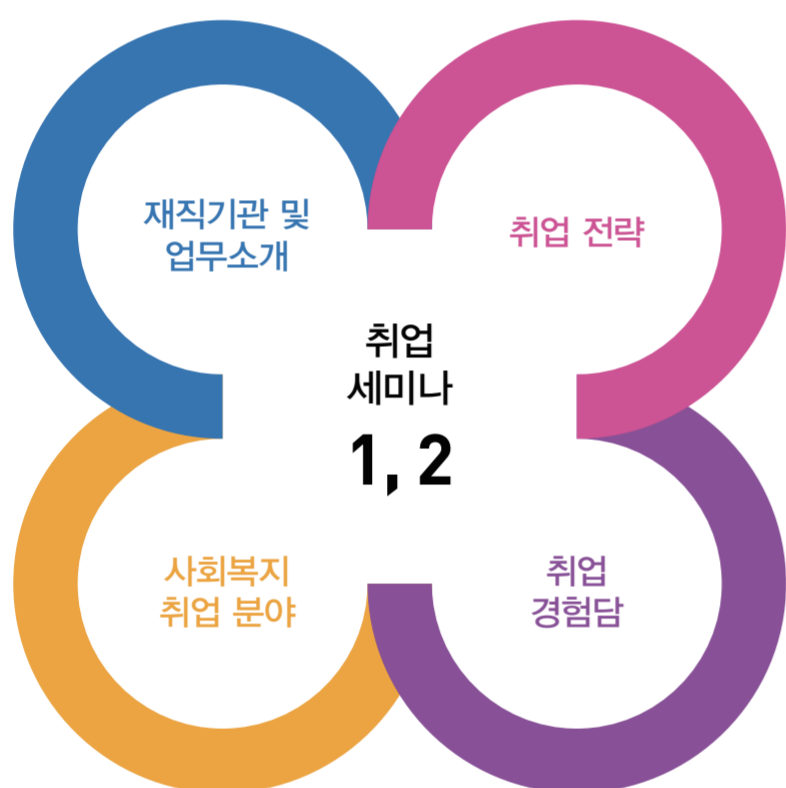 재직기관 및
업무소개
취업 전략
취업
세미나
1, 2
사회복지
취업 분야
취업
경험담